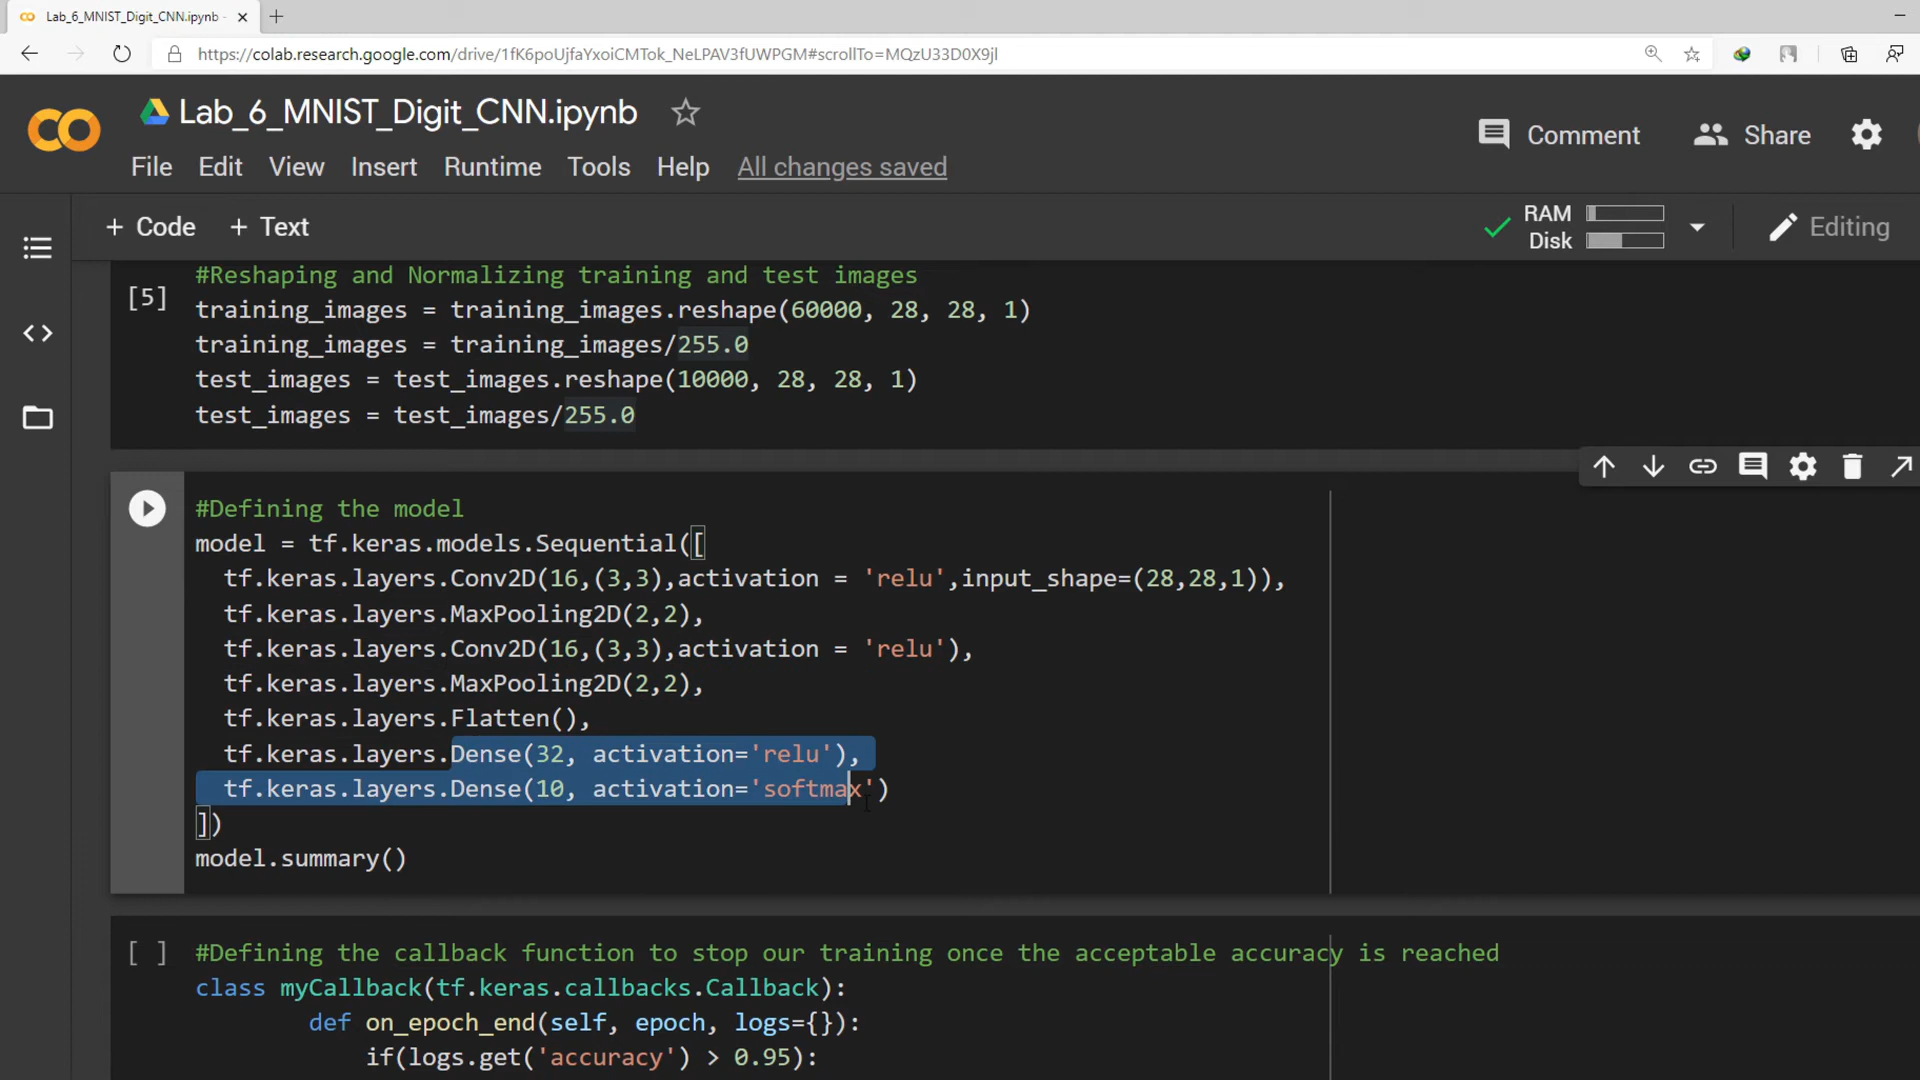 Lab_6_MNIST_Digit_CNN.ipynb -
https://colab.research.google.com/drive/1fK6poUjfaYxoiCMTok_NeLPAV3fUWPGM#scrollTo=MQzU33D0X9jl
CO
Lab_6_MNIST_Digit_CNN.ipynb
Comment
Share
File Edit View Insert Runtime Tools Help All changes saved
+ Code + Text
RAM
Disk
Editing
[5]
#Reshaping and Normalizing training and test images
training_images = training_images.reshape(60000, 28, 28, 1)
training_images = training_images/255.0
test_images = test_images.reshape(10000, 28, 28, 1)
test_images = test_images/255.0
#Defining the model
model = tf.keras.models.Sequential([
tf.keras.layers.Conv2D(16,(3,3),activation = 'relu',input_shape=(28,28,1)),
tf.keras.layers.MaxPooling2D(2,2),
tf.keras.layers.Conv2D(16,(3,3),activation = 'relu'),
tf.keras.layers.MaxPooling2D(2,2),
tf.keras.layers.Flatten(),
tf.keras.layers.Dense(32, activation='relu'),
tf.keras.layers.Dense(10, activation='softmax')
])
model.summary()
[ ]
#Defining the callback function to stop our training once the acceptable accuracy is reached
class myCallback(tf.keras.callbacks.Callback):
def on_epoch_end(self, epoch, logs={}):
if(logs.get('accuracy') > 0.95):